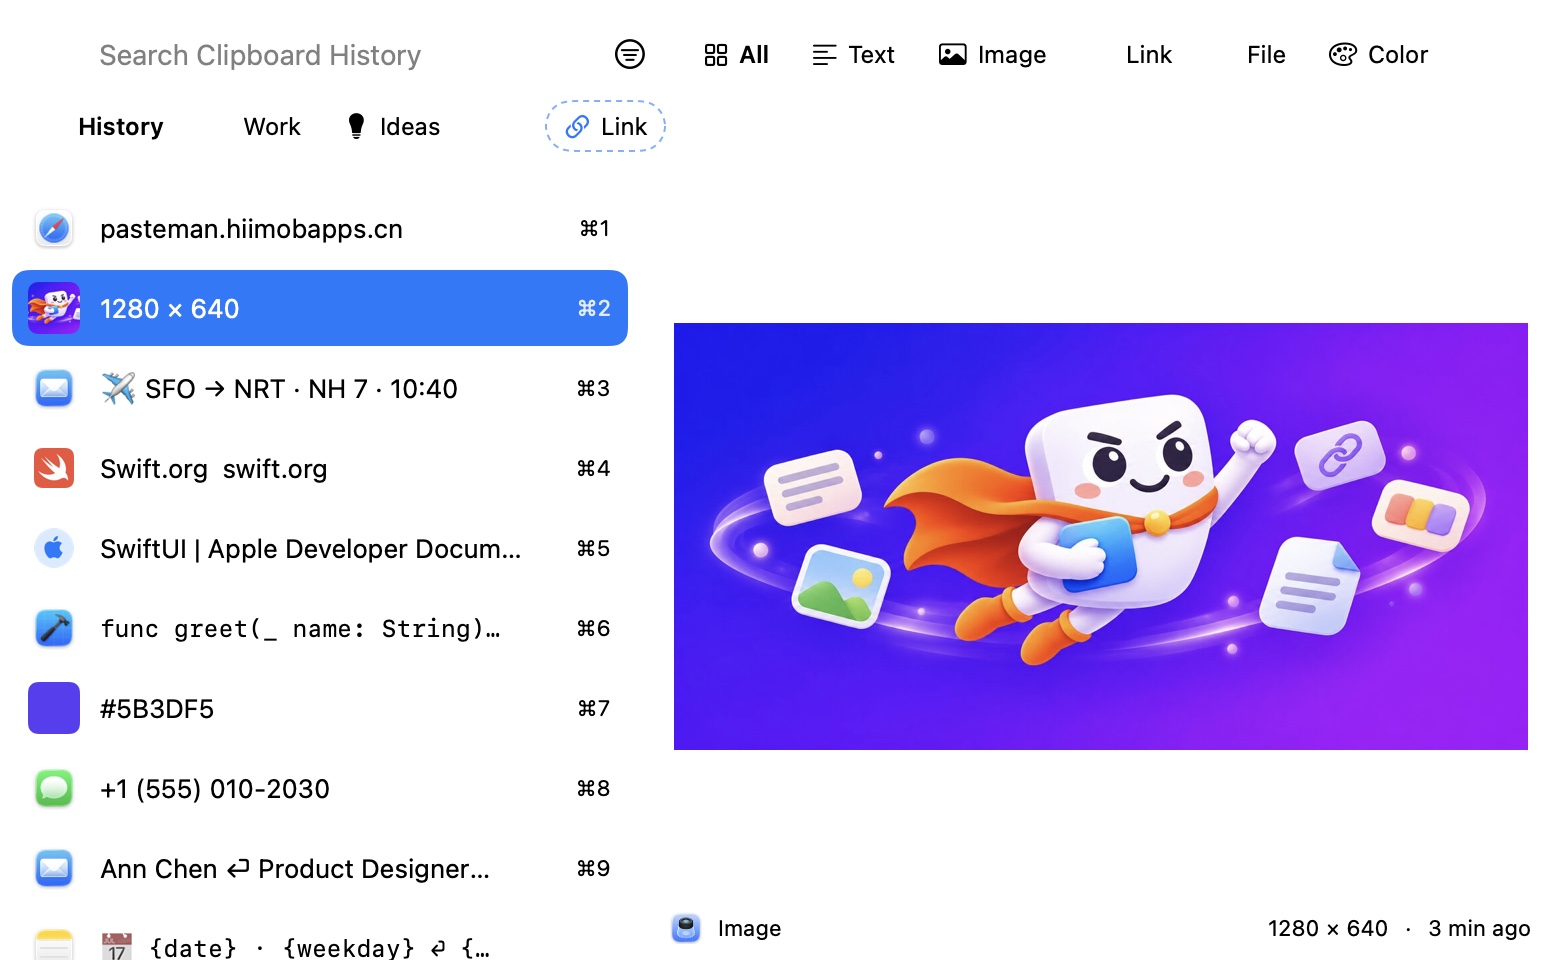 Search Clipboard History
All Text Image Link File Color
History Work Ideas Link
pasteman.hiimobapps.cn ⌘1
1280 × 640 ⌘2
✈️ SFO → NRT · NH 7 · 10:40 ⌘3
Swift.org swift.org ⌘4
SwiftUI | Apple Developer Docum... ⌘5
func greet(_ name: String)... ⌘6
#5B3DF5 ⌘7
+1 (555) 010-2030 ⌘8
Ann Chen ⏎ Product Designer... ⌘9
17 {date} · {weekday} ⏎ {...
Image 1280 × 640 · 3 min ago